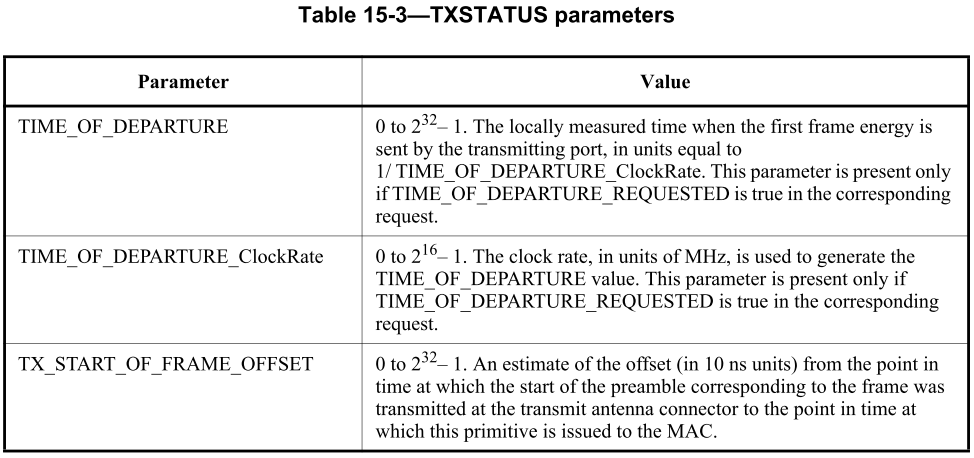 Table 15-3—TXSTATUS parameters
Parameter
Value
TIME_OF_DEPARTURE
0 to 2^32– 1. The locally measured time when the first frame energy is
sent by the transmitting port, in units equal to
1/ TIME_OF_DEPARTURE_ClockRate. This parameter is present only
if TIME_OF_DEPARTURE_REQUESTED is true in the corresponding
request.
TIME_OF_DEPARTURE_ClockRate
0 to 2^16– 1. The clock rate, in units of MHz, is used to generate the
TIME_OF_DEPARTURE value. This parameter is present only if
TIME_OF_DEPARTURE_REQUESTED is true in the corresponding
request.
TX_START_OF_FRAME_OFFSET
0 to 2^32– 1. An estimate of the offset (in 10 ns units) from the point in
time at which the start of the preamble corresponding to the frame was
transmitted at the transmit antenna connector to the point in time at
which this primitive is issued to the MAC.